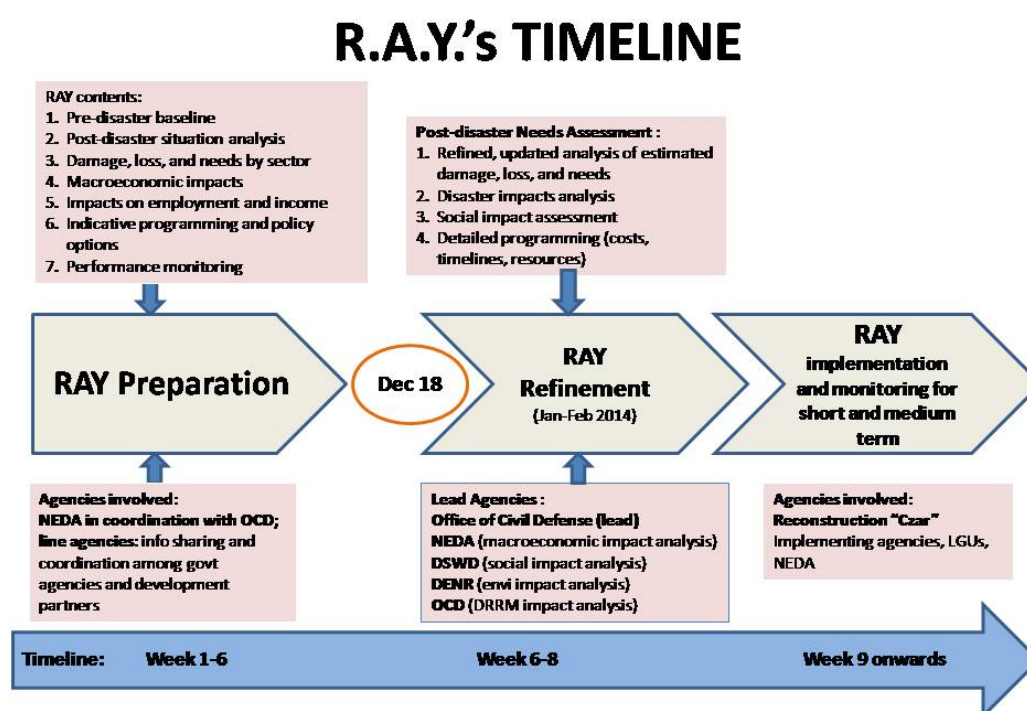 R.A.Y.'s TIMELINE
RAY contents:
1. Pre-disaster baseline
2. Post-disaster situation analysis
3. Damage, loss, and needs by sector
4. Macroeconomic impacts
5. Impacts on employment and income
6. Indicative programming and policy
options
7. Performance monitoring
Post-disaster Needs Assessment :
1. Refined, updated analysis of estimated
damage, loss, and needs
2. Disaster impacts analysis
3. Social impact assessment
4. Detailed programming (costs,
timelines, resources)
RAY Preparation
Dec 18
RAY
Refinement
(Jan-Feb 2014)
RAY
implementation
and monitoring for
short and medium
term
Agencies involved:
NEDA in coordination with OCD;
line agencies: info sharing and
coordination among govt
agencies and development
partners
Lead Agencies :
Office of Civil Defense (lead)
NEDA (macroeconomic impact analysis)
DSWD (social impact analysis)
DENR (envi impact analysis)
OCD (DRRM impact analysis)
Agencies involved:
Reconstruction "Czar"
Implementing agencies, LGUs,
NEDA
Timeline: Week 1-6 Week 6-8 Week 9 onwards